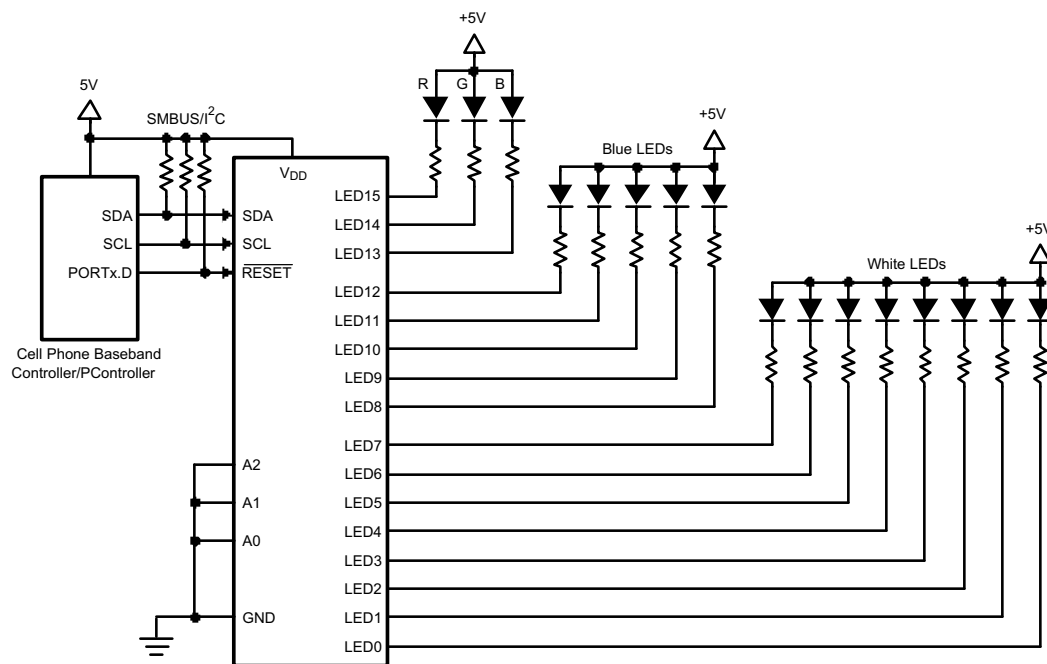 +5V
5V
R G B
SMBUS/I²C
+5V
Blue LEDs
VDD
LED15
SDA SDA
LED14
SCL SCL
LED13
PORTx.D RESET
+5V
White LEDs
LED12
LED11
LED10
Cell Phone Baseband
Controller/PController
LED9
LED8
LED7
A2
LED6
A1
LED5
LED4
A0
LED3
LED2
GND
LED1
LED0